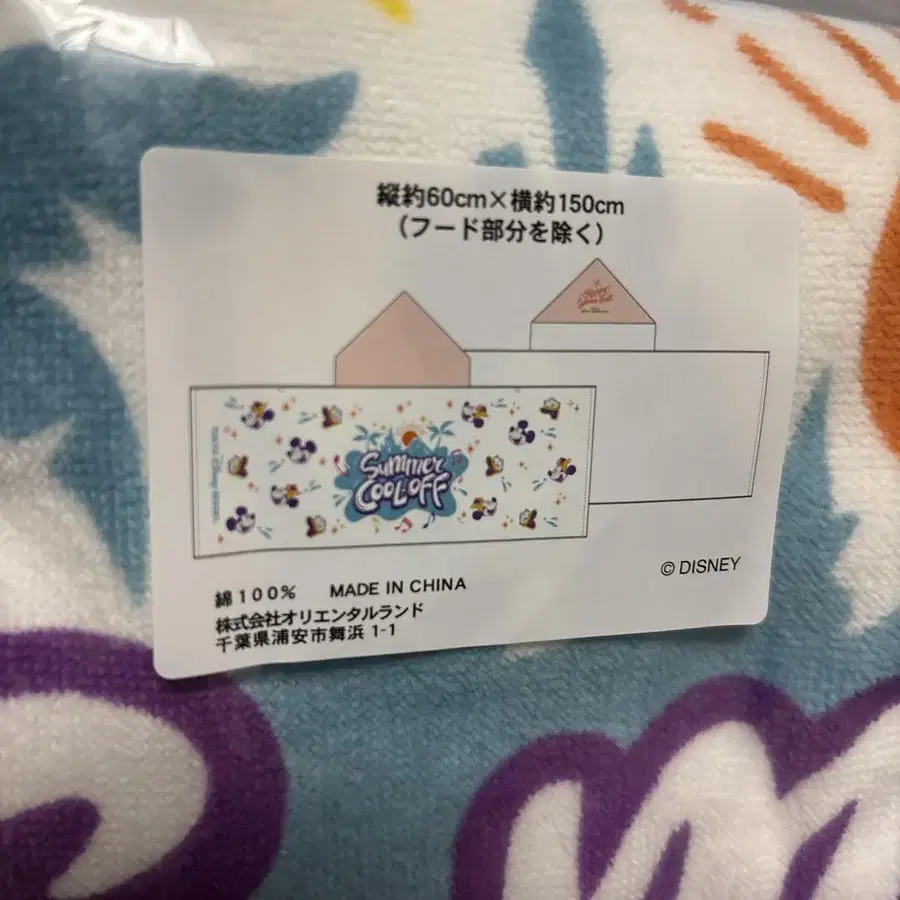 縦約60cm×横約150cm
(フード部分を除く)
Summer
COOL OFF
© DISNEY
綿100% MADE IN CHINA
株式会社オリエンタルランド
千葉県浦安市舞浜 1-1